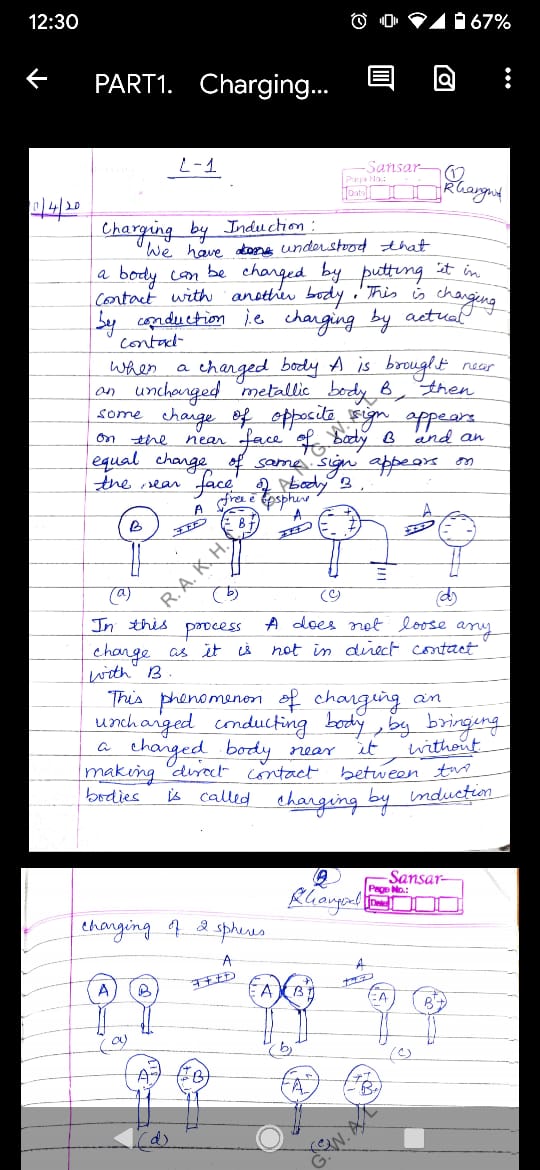 12:30
67%
PART1. Charging...
L-1
Sansar
Page No.:
Date
1
RGangwal
/4/20
Charging by Induction :
We have understood that
a body can be charged by putting it in
contact with another body. This is charging
by conduction i.e charging by actual
contact
When a charged body A is brought near
an uncharged metallic body B, then
some charge of opposite sign appears
on the near face of body B and an
equal charge of same sign appears on
the rear face of body B.
free e sphere
B
A
++++
B
A
A
(a)
(b)
(c)
(d)
R.A.K.H. A.N.G.W.A.L
In this process A does not loose any
charge as it is not in direct contact
with B.
This phenomenon of charging an
uncharged conducting body, by bringing
a charged body near it, without
making direct contact between two
bodies is called charging by induction
2
RGangwal
Sansar
Page No.:
Date
charging of 2 spheres
A
B
A
++++
A
B
A
A
B
(a)
(b)
(c)
A
B
A
B
(d)
(e)
G.W.A.L